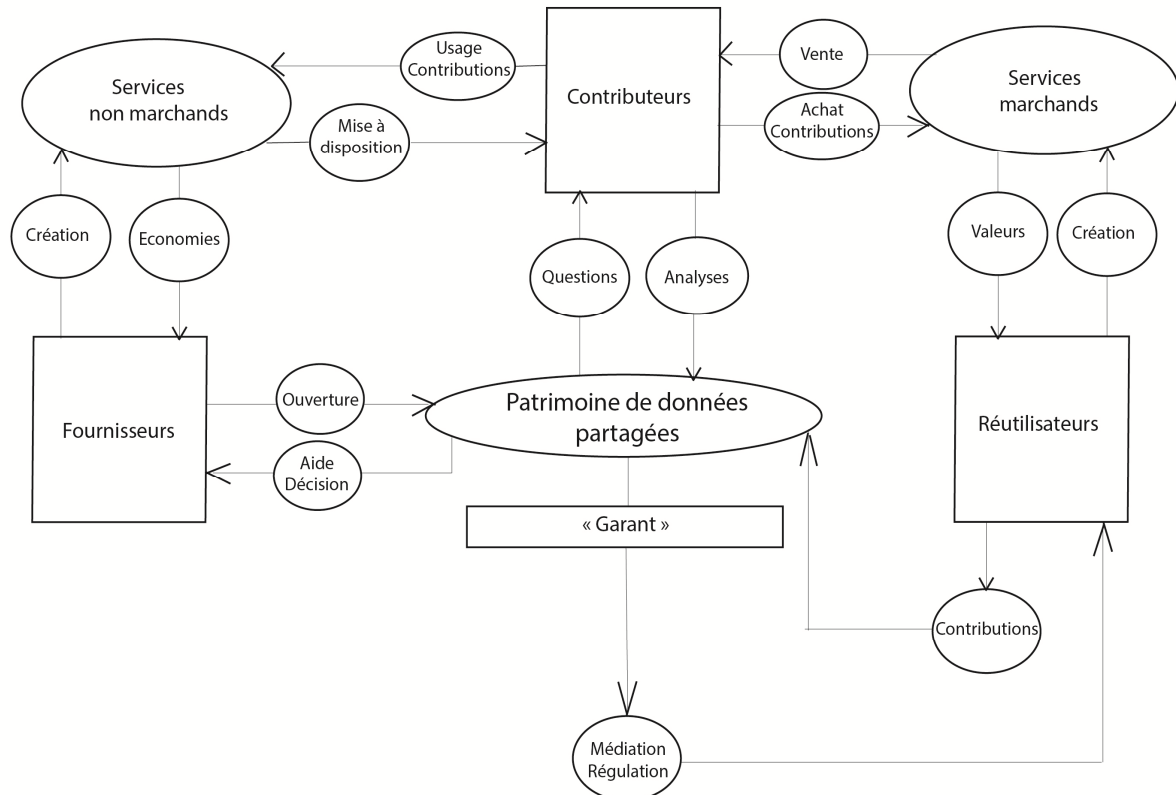 Usage
Contributions
Vente
Services
non marchands
Contributeurs
Services
marchands
Mise à
disposition
Achat
Contributions
Création
Economies
Questions
Analyses
Valeurs
Création
Fournisseurs
Ouverture
Aide
Décision
Patrimoine de données
partagées
Réutilisateurs
« Garant »
Contributions
Médiation
Régulation